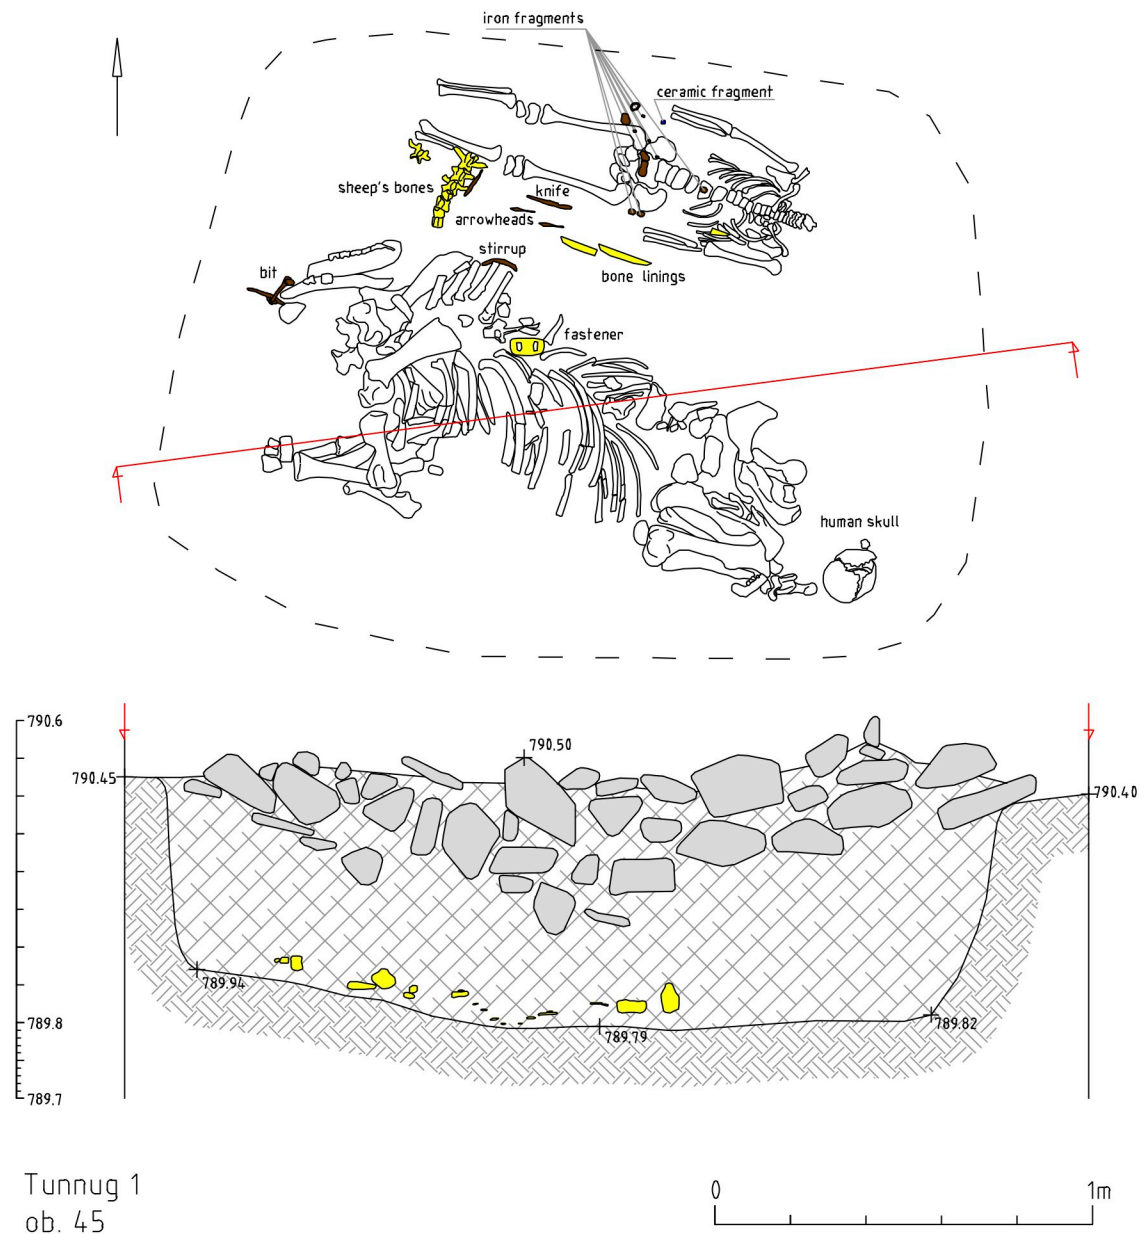 iron fragments
ceramic fragment
sheep's bones
knife
arrowheads
stirrup
bone linings
bit
fastener
human skull
790.6
790.50
790.45
790.40
789.94
789.8
789.79
789.82
789.7
Tunnug 1
ob. 45
0
1m